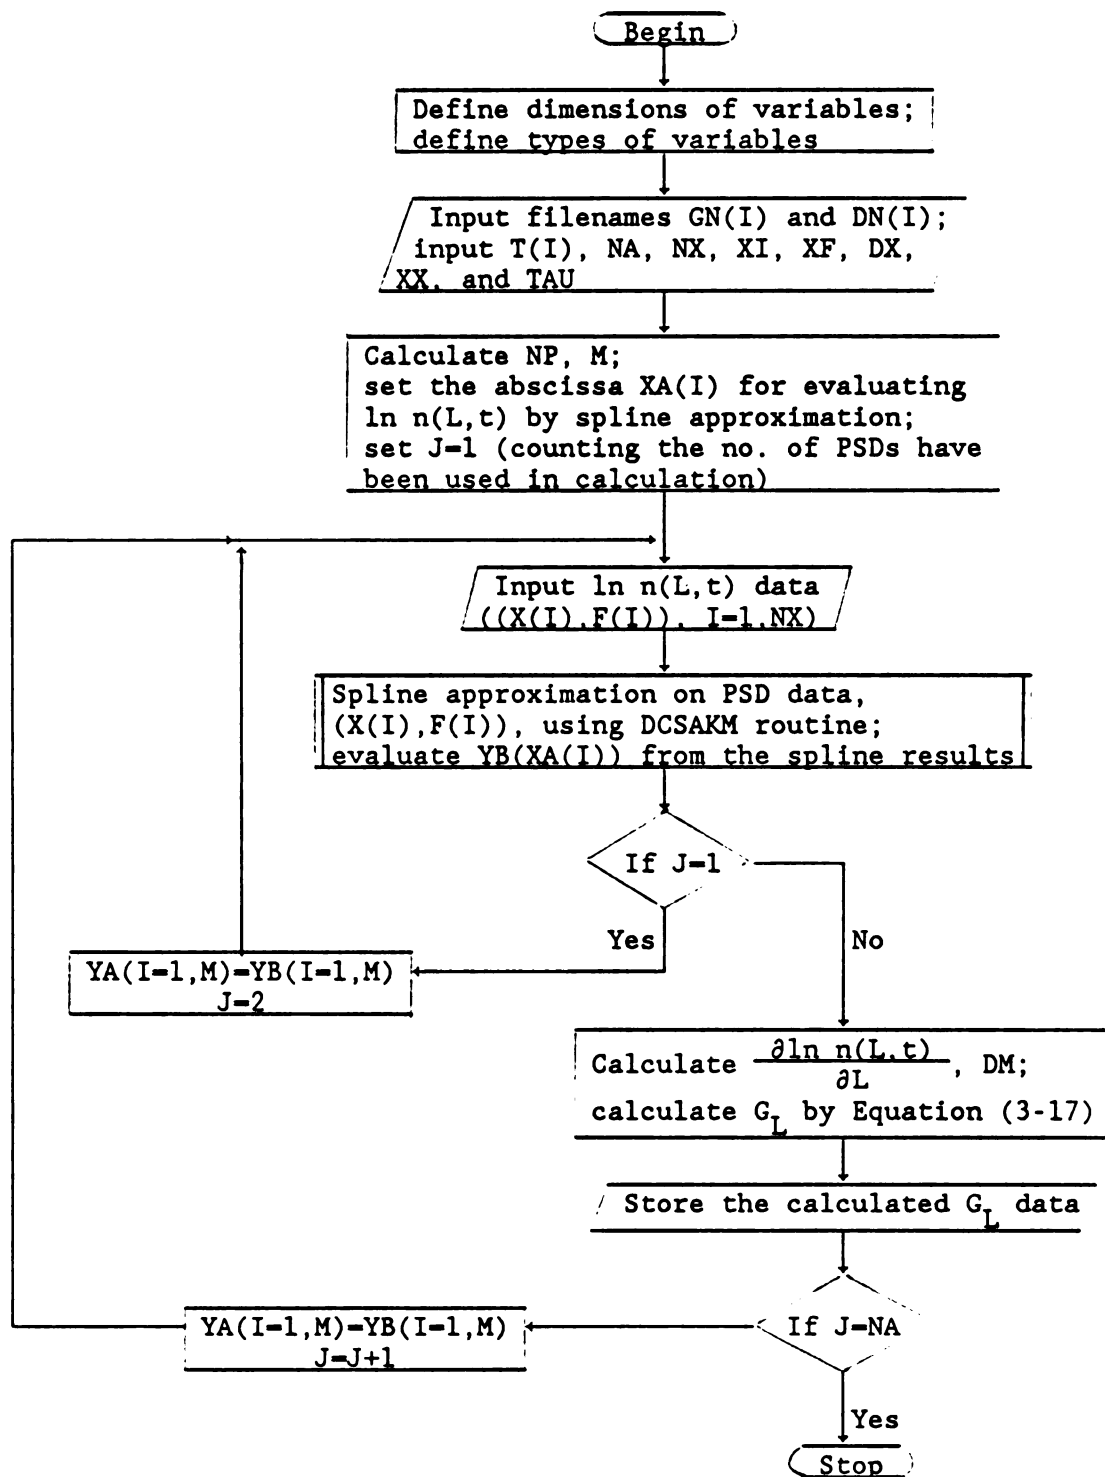 Begin
Define dimensions of variables;
define types of variables
Input filenames GN(I) and DN(I);
input T(I), NA, NX, XI, XF, DX,
XX, and TAU
Calculate NP, M;
set the abscissa XA(I) for evaluating
ln n(L,t) by spline approximation;
set J=1 (counting the no. of PSDs have
been used in calculation)
Input ln n(L,t) data
((X(I),F(I)), I=1,NX)
Spline approximation on PSD data,
(X(I),F(I)), using DCSAKM routine;
evaluate YB(XA(I)) from the spline results
If J=1
Yes
No
YA(I=1,M)=YB(I=1,M)
J=2
Calculate ∂ln n(L,t)/∂L, DM;
calculate G_L by Equation (3-17)
Store the calculated G_L data
If J=NA
YA(I=1,M)=YB(I=1,M)
J=J+1
Yes
Stop